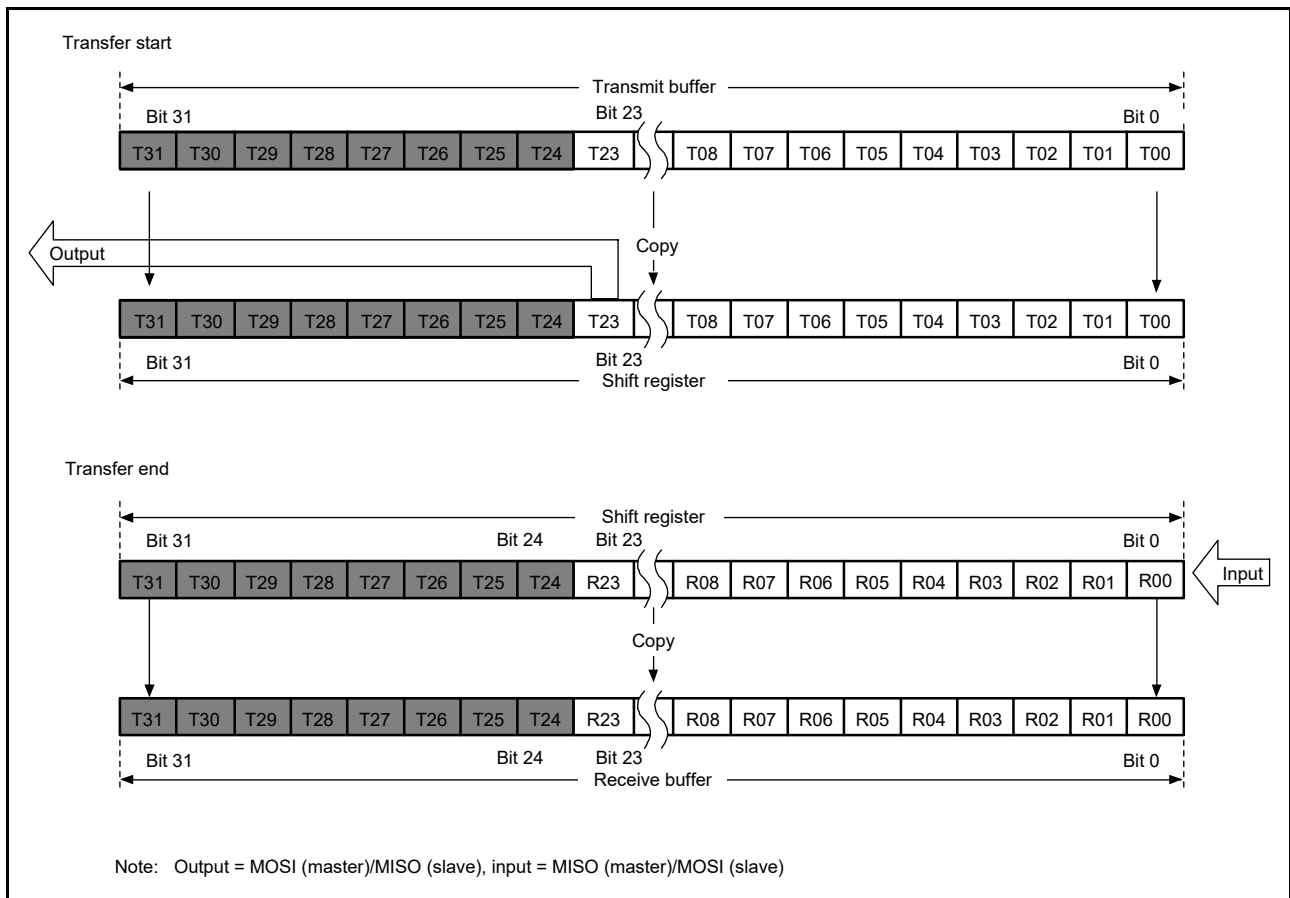 Transfer start
Transmit buffer
Bit 31 Bit 23 Bit 0
T31 T30 T29 T28 T27 T26 T25 T24 T23 T08 T07 T06 T05 T04 T03 T02 T01 T00
Output Copy
T31 T30 T29 T28 T27 T26 T25 T24 T23 T08 T07 T06 T05 T04 T03 T02 T01 T00
Bit 31 Bit 23 Bit 0
Shift register
Transfer end
Shift register
Bit 31 Bit 24 Bit 23 Bit 0
T31 T30 T29 T28 T27 T26 T25 T24 R23 R08 R07 R06 R05 R04 R03 R02 R01 R00 Input
Copy
T31 T30 T29 T28 T27 T26 T25 T24 R23 R08 R07 R06 R05 R04 R03 R02 R01 R00
Bit 31 Bit 24 Bit 23 Bit 0
Receive buffer
Note: Output = MOSI (master)/MISO (slave), input = MISO (master)/MOSI (slave)